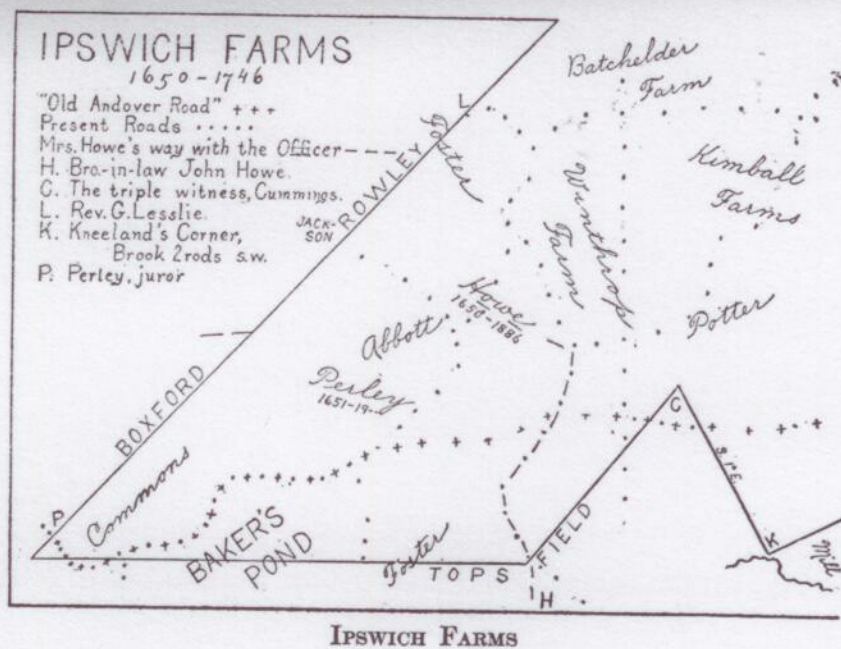 IPSWICH FARMS
1650-1746
"Old Andover Road" + + +
Present Roads . . . . .
Mrs. Howe's way with the Officer — — —
H. Bro.-in-law John Howe.
C. The triple witness, Cummings.
L. Rev. G. Lesslie.
K. Kneeland's Corner,
Brook 2 rods s.w.
P. Perley, juror
Batchelder
Farm
L
Foster
ROWLEY
JACK-
SON
Kimball
Farms
Winthrop
Farm
Howe
1650-1886
Potter
Abbott
Perley
1651-19--
BOXFORD
Commons
C
P
BAKER'S
POND
Foster
TOPS
FIELD
H
K
Mill
IPSWICH FARMS